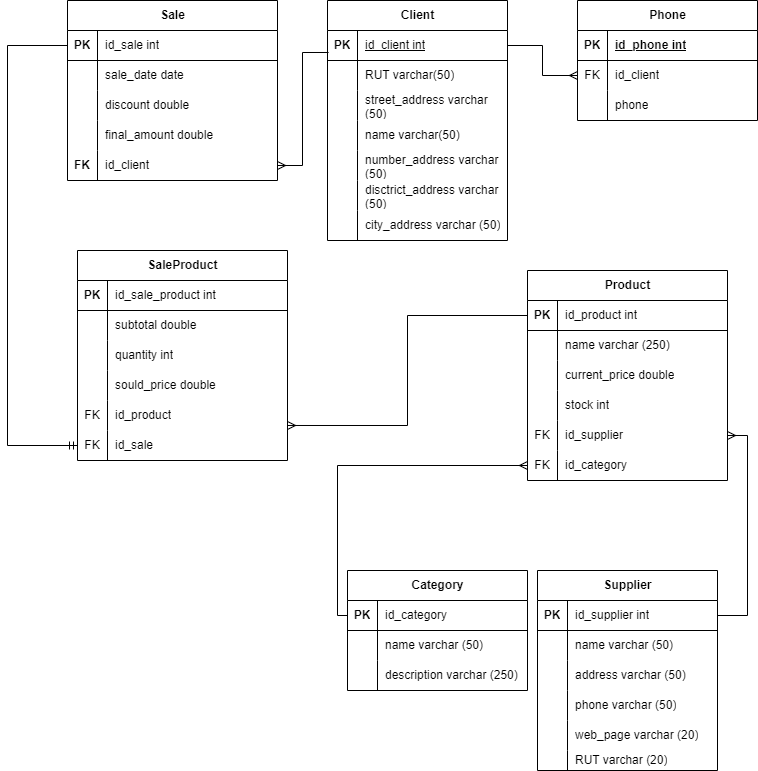 Sale
PK id_sale int
sale_date date
discount double
final_amount double
FK id_client
Client
PK id_client int
RUT varchar(50)
street_address varchar
(50)
name varchar(50)
number_address varchar
(50)
disctrict_address varchar
(50)
city_address varchar (50)
Phone
PK id_phone int
FK id_client
phone
SaleProduct
PK id_sale_product int
subtotal double
quantity int
sould_price double
FK id_product
FK id_sale
Product
PK id_product int
name varchar (250)
current_price double
stock int
FK id_supplier
FK id_category
Category
PK id_category
name varchar (50)
description varchar (250)
Supplier
PK id_supplier int
name varchar (50)
address varchar (50)
phone varchar (50)
web_page varchar (20)
RUT varchar (20)